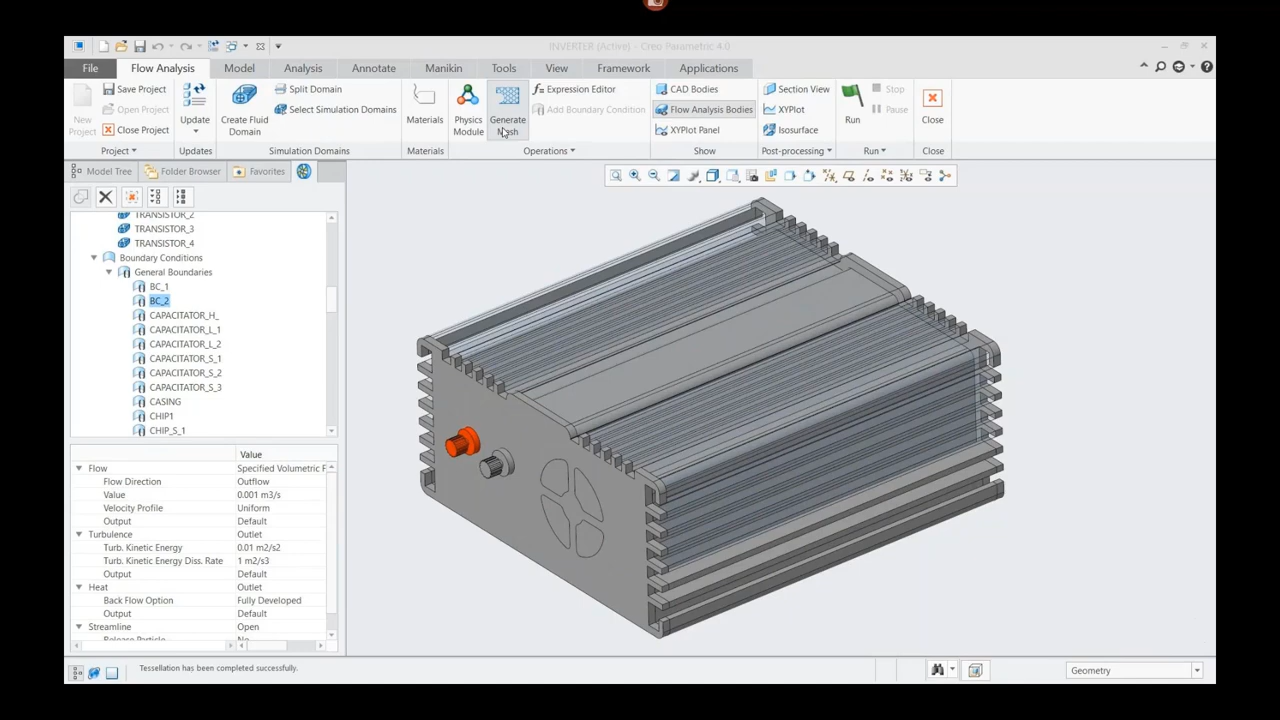 INVERTER (Active) - Creo Parametric 4.0
File Flow Analysis Model Analysis Annotate Manikin Tools View Framework Applications
New Project
Save Project
Open Project
Close Project
Update
Create Fluid Domain
Split Domain
Select Simulation Domains
Materials
Physics Module
Generate Mesh
Expression Editor
Add Boundary Condition
CAD Bodies
Flow Analysis Bodies
XYPlot Panel
Section View
XYPlot
Isosurface
Run
Stop
Pause
Close
Project Updates Simulation Domains Materials Operations Show Post-processing Run Close
Model Tree Folder Browser Favorites
TRANSISTOR_2
TRANSISTOR_3
TRANSISTOR_4
Boundary Conditions
General Boundaries
BC_1
BC_2
CAPACITATOR_H_
CAPACITATOR_L_1
CAPACITATOR_L_2
CAPACITATOR_S_1
CAPACITATOR_S_2
CAPACITATOR_S_3
CASING
CHIP1
CHIP_S_1
Value
Flow Specified Volumetric F
Flow Direction Outflow
Value 0.001 m3/s
Velocity Profile Uniform
Output Default
Turbulence Outlet
Turb. Kinetic Energy 0.01 m2/s2
Turb. Kinetic Energy Diss. Rate 1 m2/s3
Output Default
Heat Outlet
Back Flow Option Fully Developed
Output Default
Streamline Open
Release Particle No
Tessellation has been completed successfully.
Geometry